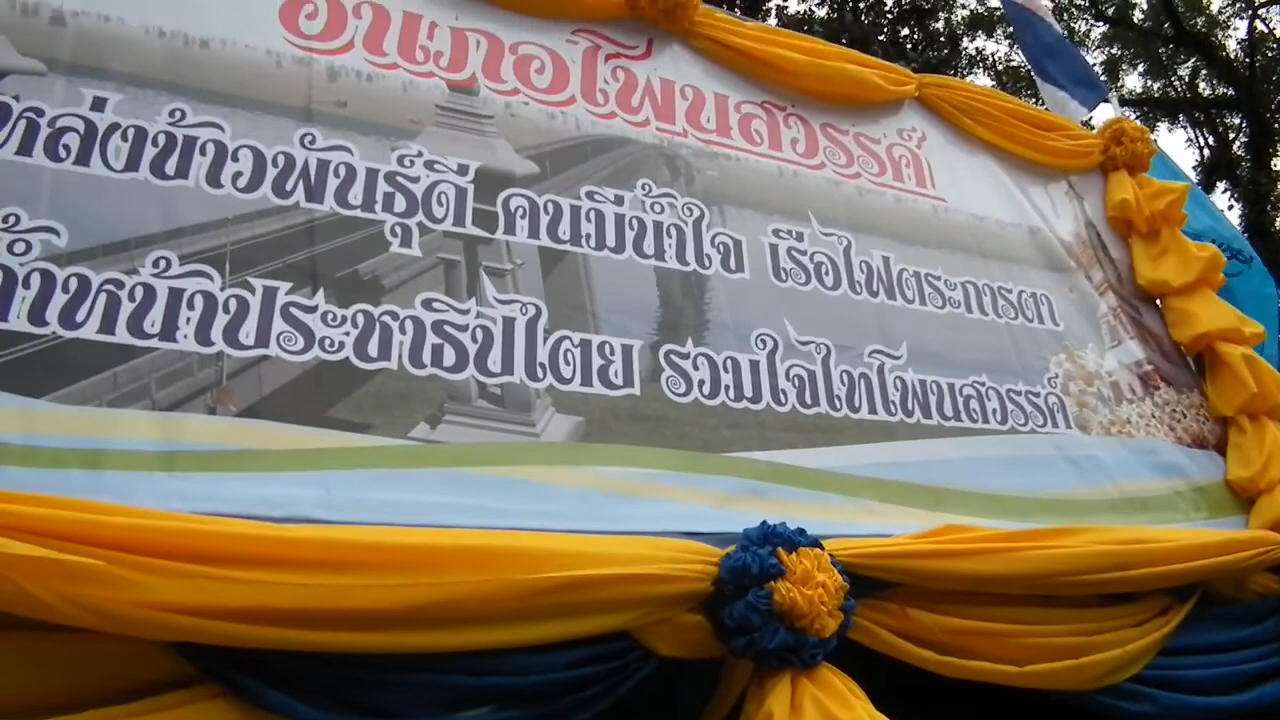 อำเภอโพนสวรรค์
หล่งข้าวพันธุ์ดี คนมีน้ำใจ เรือไฟตระการตา
ล้ำหน้าประชาธิปไตย รวมใจไทโพนสวรรค์